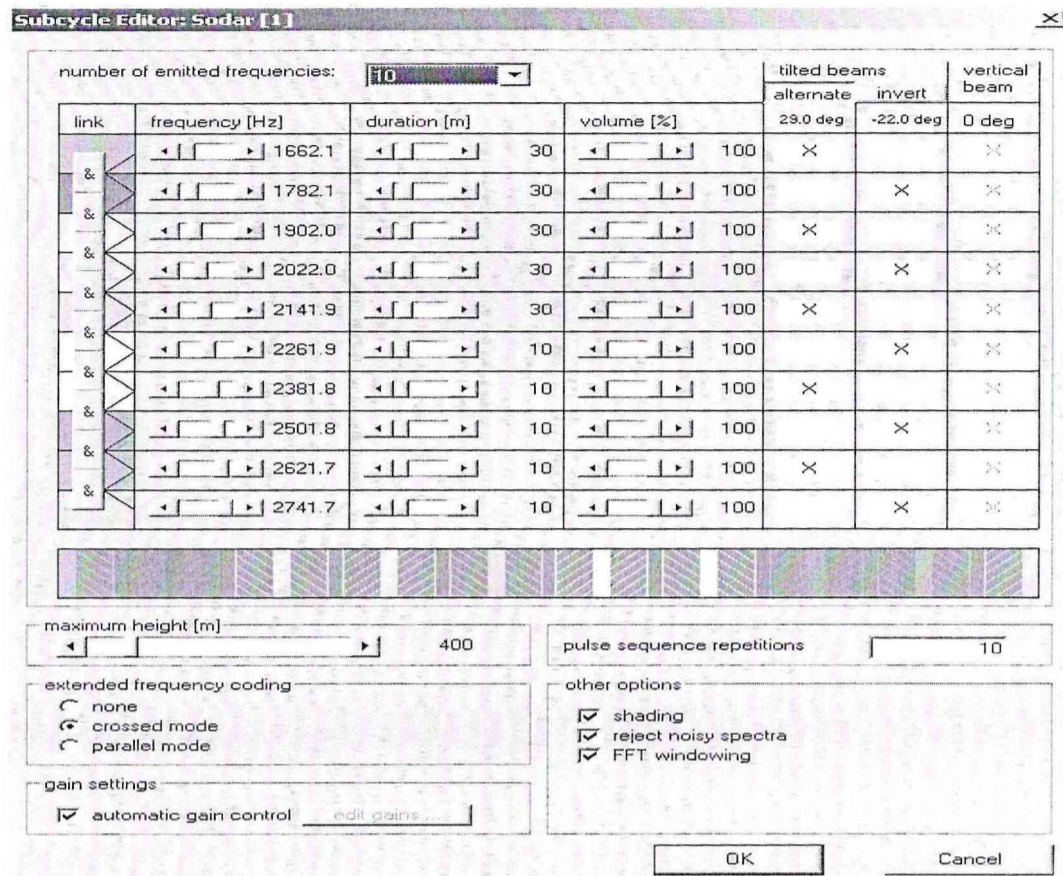 Subcycle Editor: Sodar [1]
number of emitted frequencies: 10
tilted beams vertical beam
alternate invert
link frequency [Hz] duration [m] volume [%] 29.0 deg -22.0 deg 0 deg
1662.1 30 100
&
1782.1 30 100
&
1902.0 30 100
&
2022.0 30 100
&
2141.9 30 100
&
2261.9 10 100
&
2381.8 10 100
&
2501.8 10 100
&
2621.7 10 100
&
2741.7 10 100
maximum height [m]
400
pulse sequence repetitions 10
extended frequency coding
none
crossed mode
parallel mode
other options
shading
reject noisy spectra
FFT windowing
gain settings
automatic gain control edit gains ...
OK Cancel